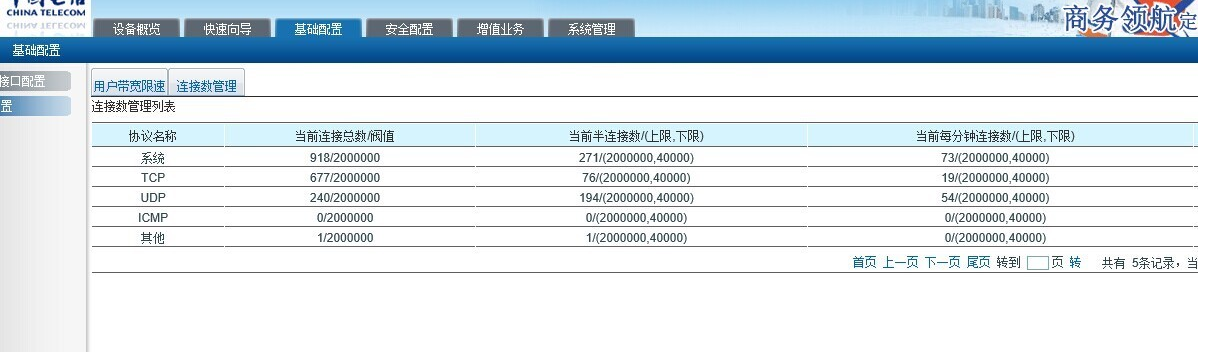 CHINA TELECOM
商务领航 定
设备概览 快速向导 基础配置 安全配置 增值业务 系统管理
基础配置
接口配置
置
用户带宽限速 连接数管理
连接数管理列表
协议名称 当前连接总数/阀值 当前半连接数/(上限,下限) 当前每分钟连接数/(上限,下限)
系统 918/2000000 271/(2000000,40000) 73/(2000000,40000)
TCP 677/2000000 76/(2000000,40000) 19/(2000000,40000)
UDP 240/2000000 194/(2000000,40000) 54/(2000000,40000)
ICMP 0/2000000 0/(2000000,40000) 0/(2000000,40000)
其他 1/2000000 1/(2000000,40000) 0/(2000000,40000)
首页 上一页 下一页 尾页 转到 页 转 共有 5条记录，当